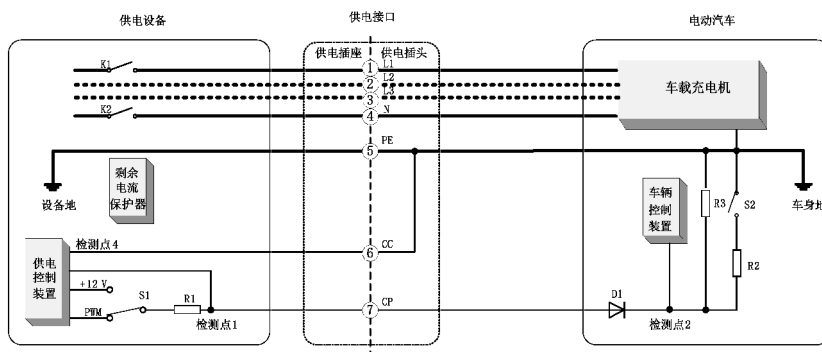 供电设备
供电接口
电动汽车
供电插座
供电插头
K1
1
L1
2
L2
3
L3
K2
4
N
车载充电机
5
PE
设备地
剩余
电流
保护器
车辆
控制
装置
R3
S2
车身地
检测点4
6
CC
供电
控制
装置
+12 V
R2
PWM
S1
R1
7
CP
D1
检测点1
检测点2